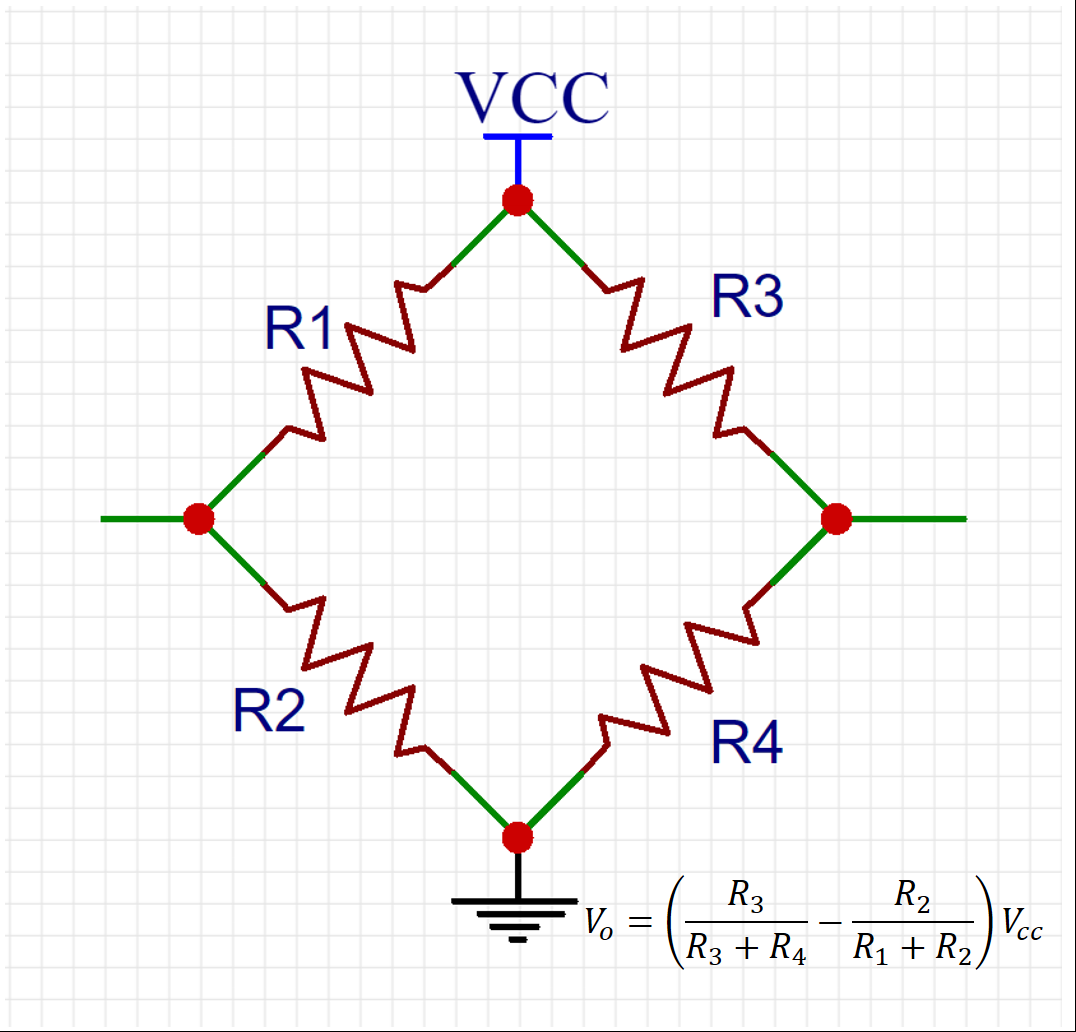 VCC
R1
R3
R2
R4
V_o = (R_3 / (R_3 + R_4) − R_2 / (R_1 + R_2)) V_cc